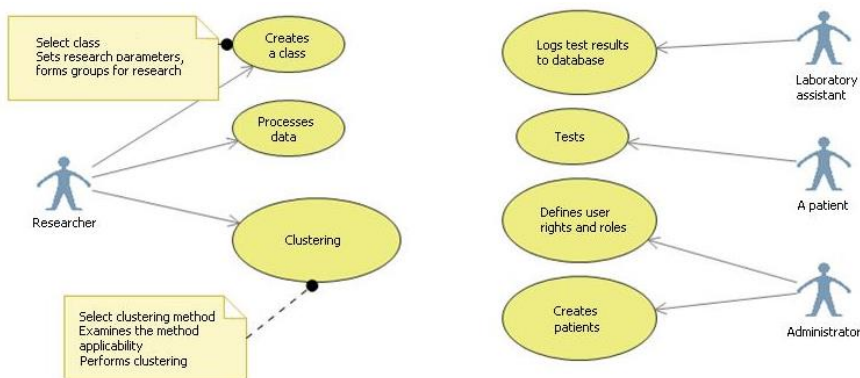 Select class
Sets research parameters,
forms groups for research
Creates
a class
Processes
data
Researcher
Clustering
Select clustering method
Examines the method
applicability
Performs clustering
Logs test results
to database
Laboratory
assistant
Tests
A patient
Defines user
rights and roles
Creates
patients
Administrator